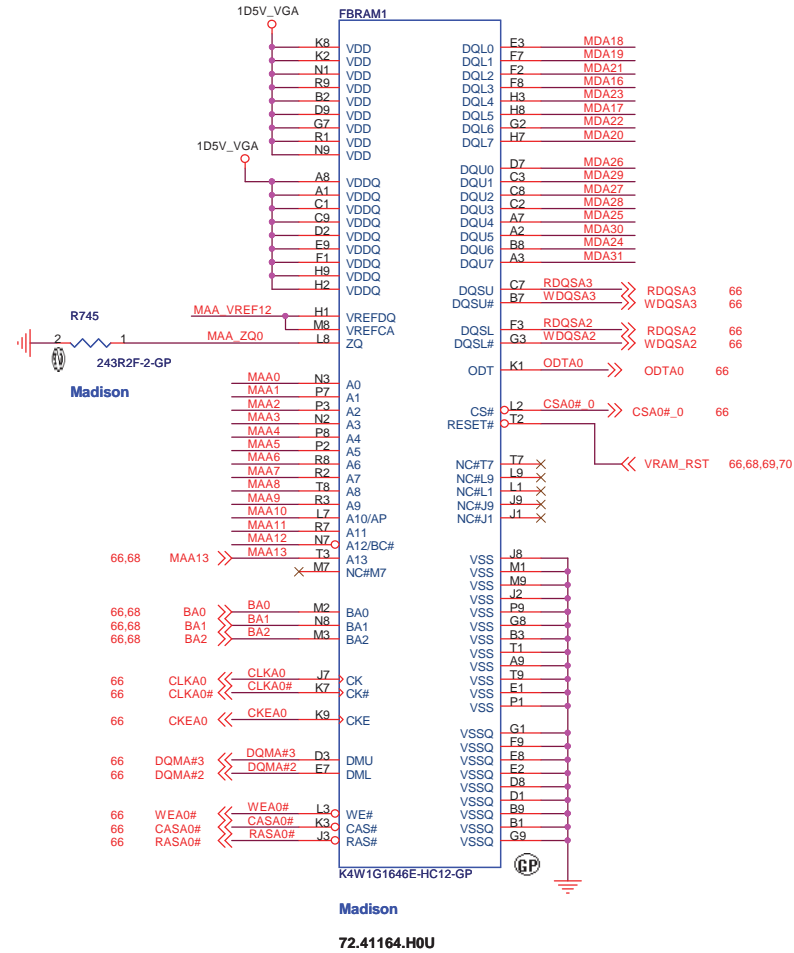 1D5V_VGA
FBRAM1
K8 VDD
K2 VDD
N1 VDD
R9 VDD
B2 VDD
D9 VDD
G7 VDD
R1 VDD
N9 VDD
1D5V_VGA
A8 VDDQ
A1 VDDQ
C1 VDDQ
C9 VDDQ
D2 VDDQ
E9 VDDQ
F1 VDDQ
H9 VDDQ
H2 VDDQ
MAA_VREF12 H1 VREFDQ
M8 VREFCA
R745
2 1 MAA_ZQ0 L8 ZQ
243R2F-2-GP
Madison
MAA0 N3 A0
MAA1 P7 A1
MAA2 P3 A2
MAA3 N2 A3
MAA4 P8 A4
MAA5 P2 A5
MAA6 R8 A6
MAA7 R2 A7
MAA8 T8 A8
MAA9 R3 A9
MAA10 L7 A10/AP
MAA11 R7 A11
MAA12 N7 A12/BC#
66,68 MAA13 MAA13 T3 A13
M7 NC#M7
66,68 BA0 BA0 M2 BA0
66,68 BA1 BA1 N8 BA1
66,68 BA2 BA2 M3 BA2
66 CLKA0 CLKA0 J7 CK
66 CLKA0# CLKA0# K7 CK#
66 CKEA0 CKEA0 K9 CKE
66 DQMA#3 DQMA#3 D3 DMU
66 DQMA#2 DQMA#2 E7 DML
66 WEA0# WEA0# L3 WE#
66 CASA0# CASA0# K3 CAS#
66 RASA0# RASA0# J3 RAS#
DQL0 E3 MDA18
DQL1 F7 MDA19
DQL2 F2 MDA21
DQL3 F8 MDA16
DQL4 H3 MDA23
DQL5 H8 MDA17
DQL6 G2 MDA22
DQL7 H7 MDA20
DQU0 D7 MDA26
DQU1 C3 MDA29
DQU2 C8 MDA27
DQU3 C2 MDA28
DQU4 A7 MDA25
DQU5 A2 MDA30
DQU6 B8 MDA24
DQU7 A3 MDA31
DQSU C7 RDQSA3 RDQSA3 66
DQSU# B7 WDQSA3 WDQSA3 66
DQSL F3 RDQSA2 RDQSA2 66
DQSL# G3 WDQSA2 WDQSA2 66
ODT K1 ODTA0 ODTA0 66
CS# L2 CSA0#_0 CSA0#_0 66
RESET# T2
VRAM_RST 66,68,69,70
NC#T7 T7
NC#L9 L9
NC#L1 L1
NC#J9 J9
NC#J1 J1
VSS J8
VSS M1
VSS M9
VSS J2
VSS P9
VSS G8
VSS B3
VSS T1
VSS A9
VSS T9
VSS E1
VSS P1
VSSQ G1
VSSQ F9
VSSQ E8
VSSQ E2
VSSQ D8
VSSQ D1
VSSQ B9
VSSQ B1
VSSQ G9
GP
K4W1G1646E-HC12-GP
Madison
72.41164.H0U